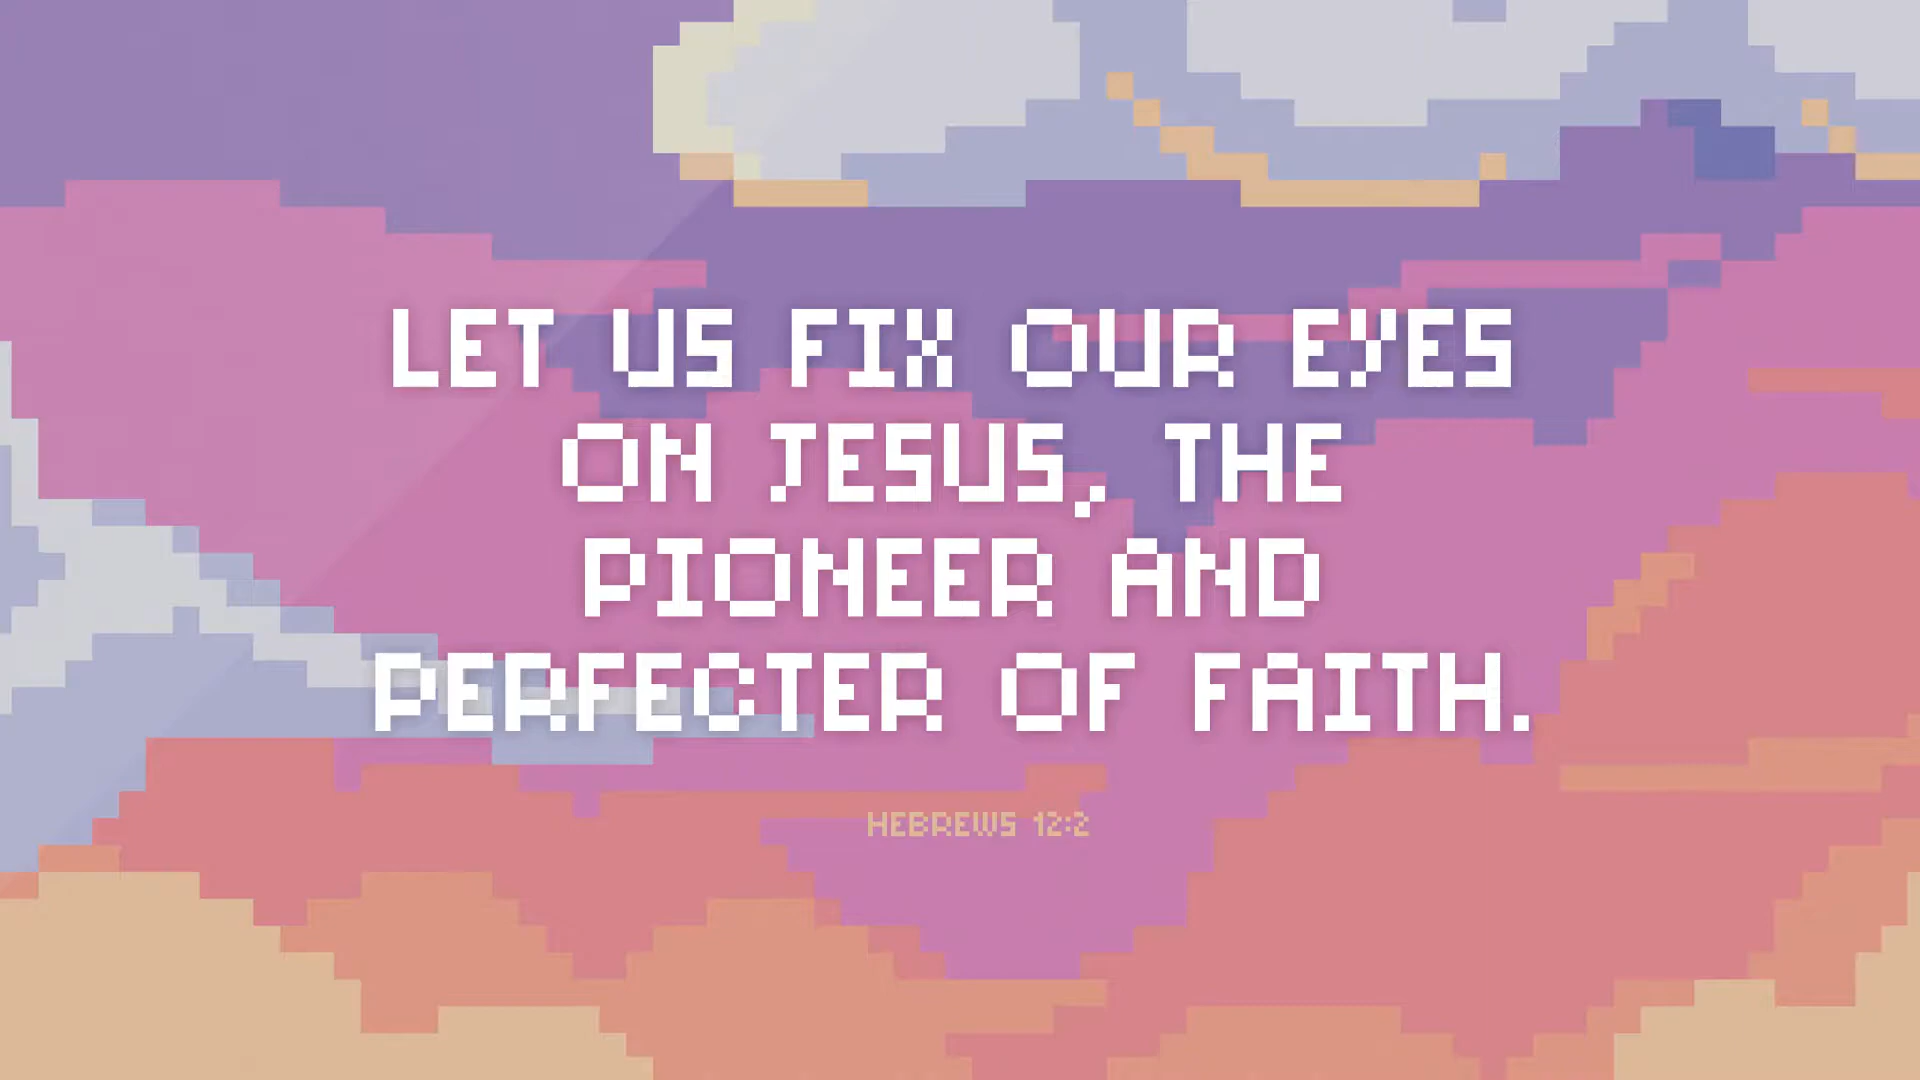 LET US FIX OUR EYES
ON JESUS, THE
PIONEER AND
PERFECTER OF FAITH.
HEBREWS 12:2